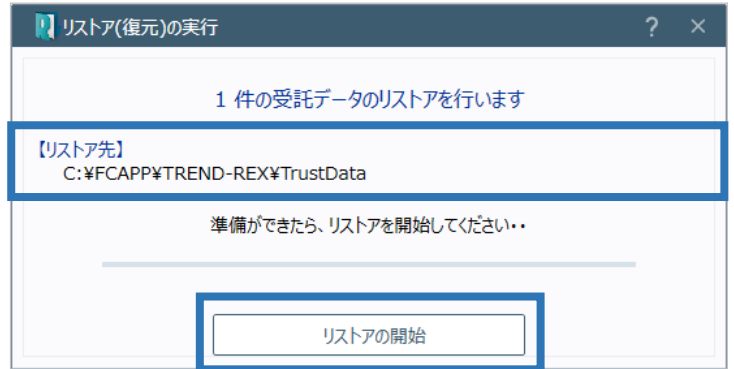 リストア(復元)の実行
? ×
1 件の受託データのリストアを行います
【リストア先】
C:¥FCAPP¥TREND-REX¥TrustData
準備ができたら、リストアを開始してください・・
リストアの開始